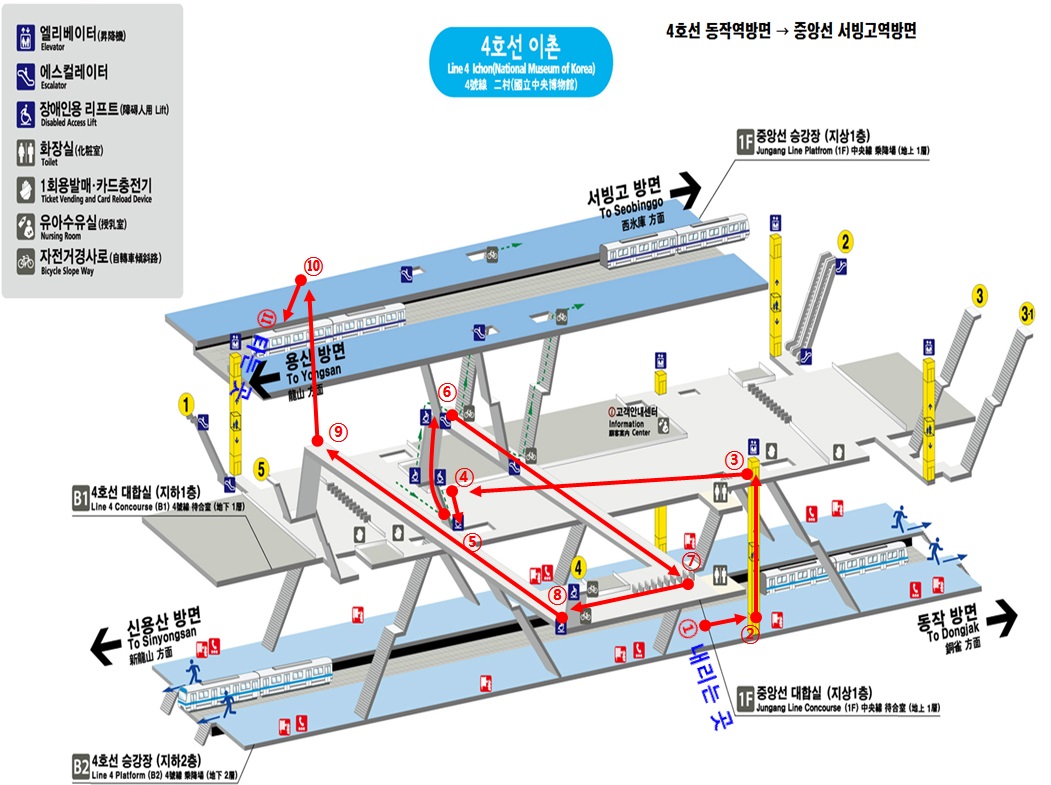 엘리베이터(昇降機)
Elevator
에스컬레이터
Escalator
장애인용 리프트(障碍人用 Lift)
Disabled Access Lift
화장실(化粧室)
Toilet
1회용발매·카드충전기
Ticket Vending and Card Reload Device
유아수유실(授乳室)
Nursing Room
자전거경사로(自轉車傾斜路)
Bicycle Slope Way
4호선 이촌
Line 4 Ichon(National Museum of Korea)
4號線 二村(國立中央博物館)
4호선 동작역방면 → 중앙선 서빙고역방면
1F 중앙선 승강장 (지상1층)
Jungang Line Platfrom (1F) 中央線 乘降場 (地上 1層)
서빙고 방면
To Seobinggo
西氷庫 方面
2
3
3-1
⑩
⑪
타는 곳
용산 방면
To Yongsan
龍山 方面
1
⑥
고객안내센터
Information Center
顧客案內
⑨
5
③
④
B1 4호선 대합실 (지하1층)
Line 4 Concourse (B1) 4號線 待合室 (地下 1層)
⑤
4
⑦
⑧
①
②
내리는 곳
신용산 방면
To Sinyongsan
新龍山 方面
동작 방면
To Dongjak
銅雀 方面
1F 중앙선 대합실 (지상1층)
Jungang Line Concourse (1F) 中央線 待合室 (地上 1層)
B2 4호선 승강장 (지하2층)
Line 4 Platform (B2) 4號線 乘降場 (地下 2層)